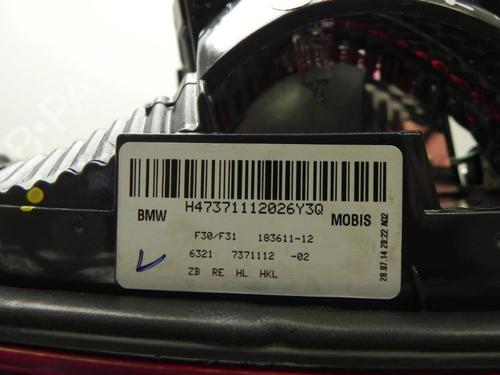 H47371112026Y3Q
BMW
MOBIS
F30/F31 183611-12
6321 7371112 -02
ZB RE HL HKL
28.07.14 20:22 A02
B-PA